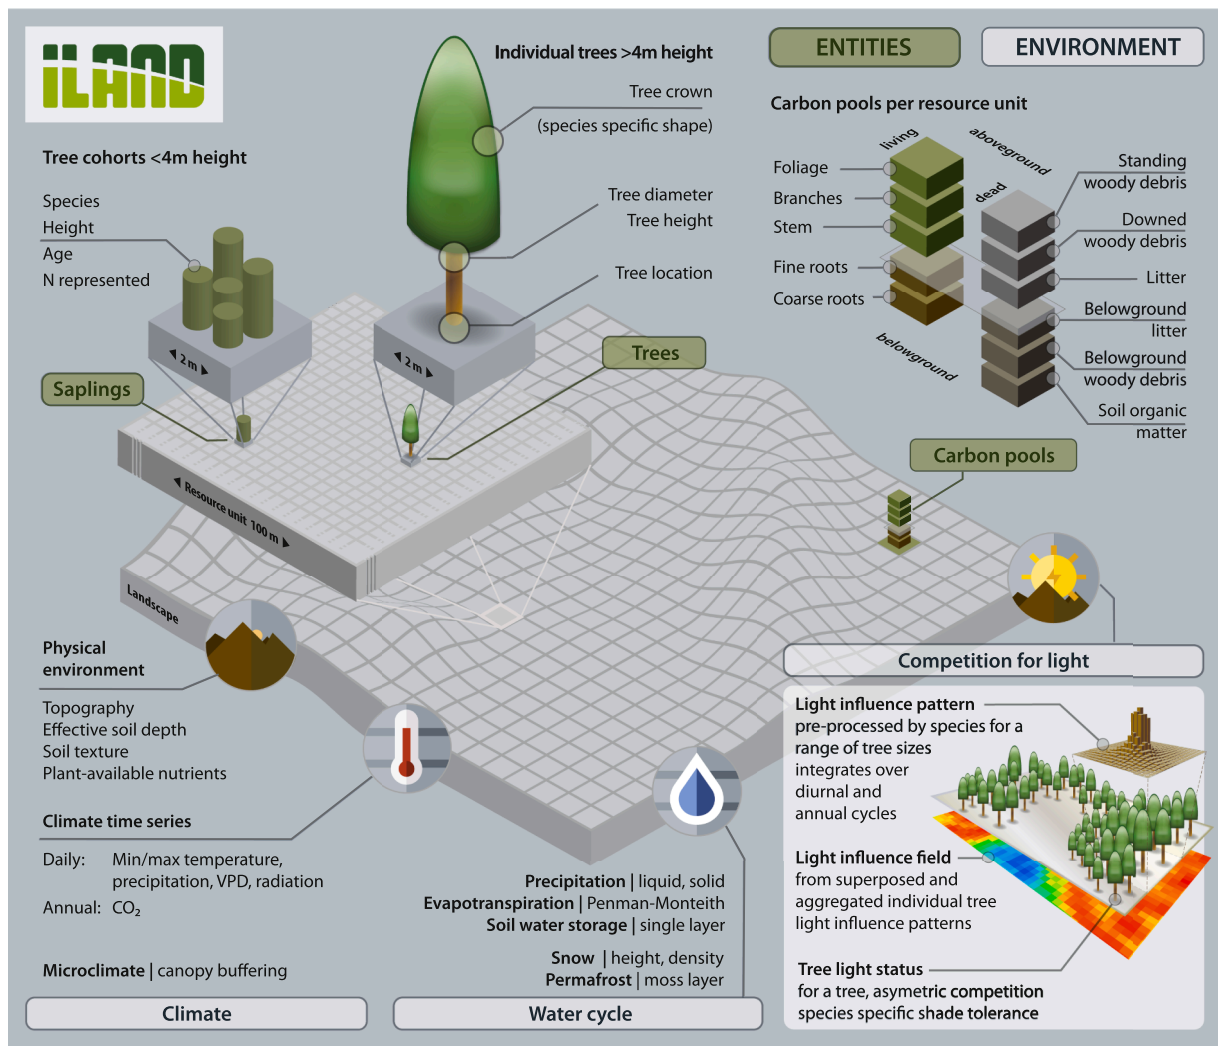 iLAND
Individual trees >4m height
Tree crown
(species specific shape)
Tree diameter
Tree height
Tree location
ENTITIES
ENVIRONMENT
Carbon pools per resource unit
living
aboveground
dead
Foliage
Branches
Stem
Fine roots
Coarse roots
belowground
Standing
woody debris
Downed
woody debris
Litter
Belowground
litter
Belowground
woody debris
Soil organic
matter
Tree cohorts <4m height
Species
Height
Age
N represented
2 m
2 m
Saplings
Trees
Carbon pools
Resource unit 100 m
Landscape
Physical
environment
Topography
Effective soil depth
Soil texture
Plant-available nutrients
Climate time series
Daily: Min/max temperature,
precipitation, VPD, radiation
Annual: CO₂
Microclimate | canopy buffering
Climate
Precipitation | liquid, solid
Evapotranspiration | Penman-Monteith
Soil water storage | single layer
Snow | height, density
Permafrost | moss layer
Water cycle
Competition for light
Light influence pattern
pre-processed by species for a
range of tree sizes
integrates over
diurnal and
annual cycles
Light influence field
from superposed and
aggregated individual tree
light influence patterns
Tree light status
for a tree, asymetric competition
species specific shade tolerance